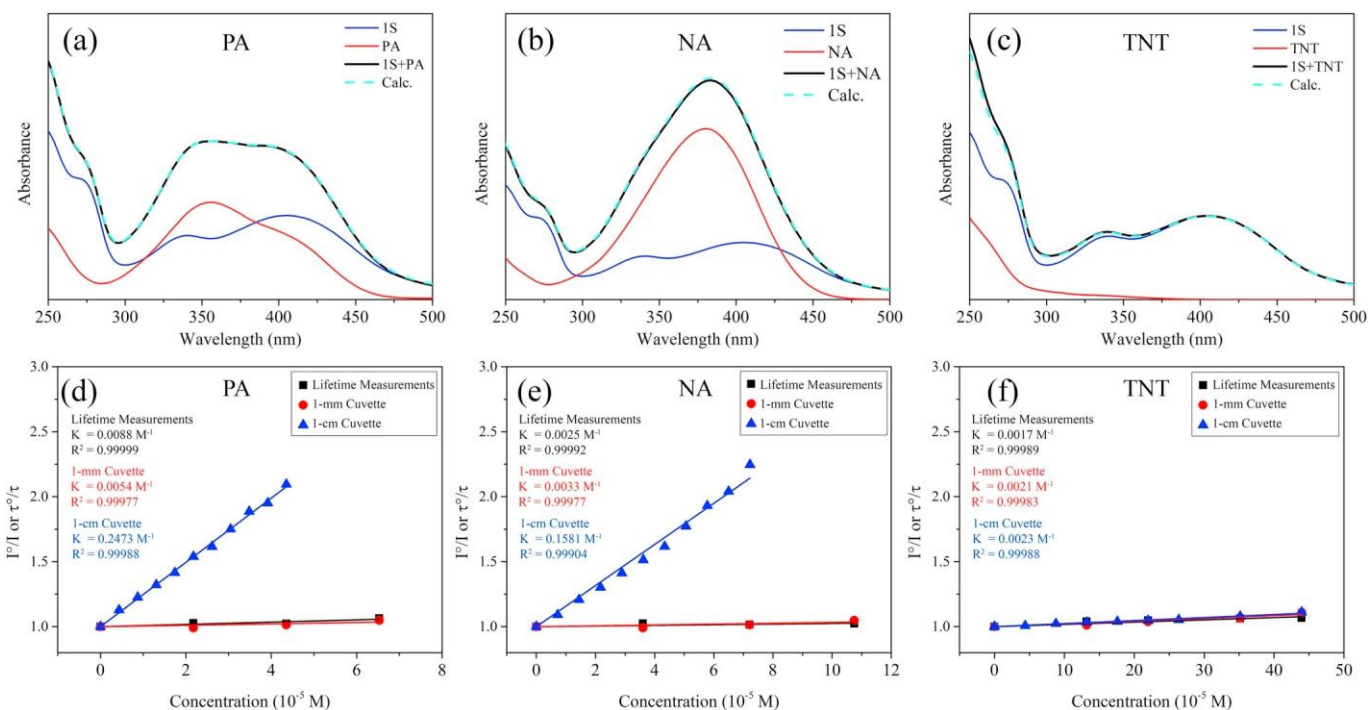 (a)
PA
1S
PA
1S+PA
Calc.
Absorbance
250 300 350 400 450 500
Wavelength (nm)
(b)
NA
1S
NA
1S+NA
Calc.
Absorbance
250 300 350 400 450 500
Wavelength (nm)
(c)
TNT
1S
TNT
1S+TNT
Calc.
Absorbance
250 300 350 400 450 500
Wavelength (nm)
(d)
PA
Lifetime Measurements
1-mm Cuvette
1-cm Cuvette
Lifetime Measurements
K = 0.0088 M⁻¹
R² = 0.99999
1-mm Cuvette
K = 0.0054 M⁻¹
R² = 0.99977
1-cm Cuvette
K = 0.2473 M⁻¹
R² = 0.99988
I°/I or τ°/τ
3.0
2.5
2.0
1.5
1.0
0 2 4 6 8
Concentration (10⁻⁵ M)
(e)
NA
Lifetime Measurements
1-mm Cuvette
1-cm Cuvette
Lifetime Measurements
K = 0.0025 M⁻¹
R² = 0.99992
1-mm Cuvette
K = 0.0033 M⁻¹
R² = 0.99977
1-cm Cuvette
K = 0.1581 M⁻¹
R² = 0.99904
I°/I or τ°/τ
3.0
2.5
2.0
1.5
1.0
0 2 4 6 8 10 12
Concentration (10⁻⁵ M)
(f)
TNT
Lifetime Measurements
1-mm Cuvette
1-cm Cuvette
Lifetime Measurements
K = 0.0017 M⁻¹
R² = 0.99989
1-mm Cuvette
K = 0.0021 M⁻¹
R² = 0.99983
1-cm Cuvette
K = 0.0023 M⁻¹
R² = 0.99988
I°/I or τ°/τ
3.0
2.5
2.0
1.5
1.0
0 10 20 30 40 50
Concentration (10⁻⁵ M)